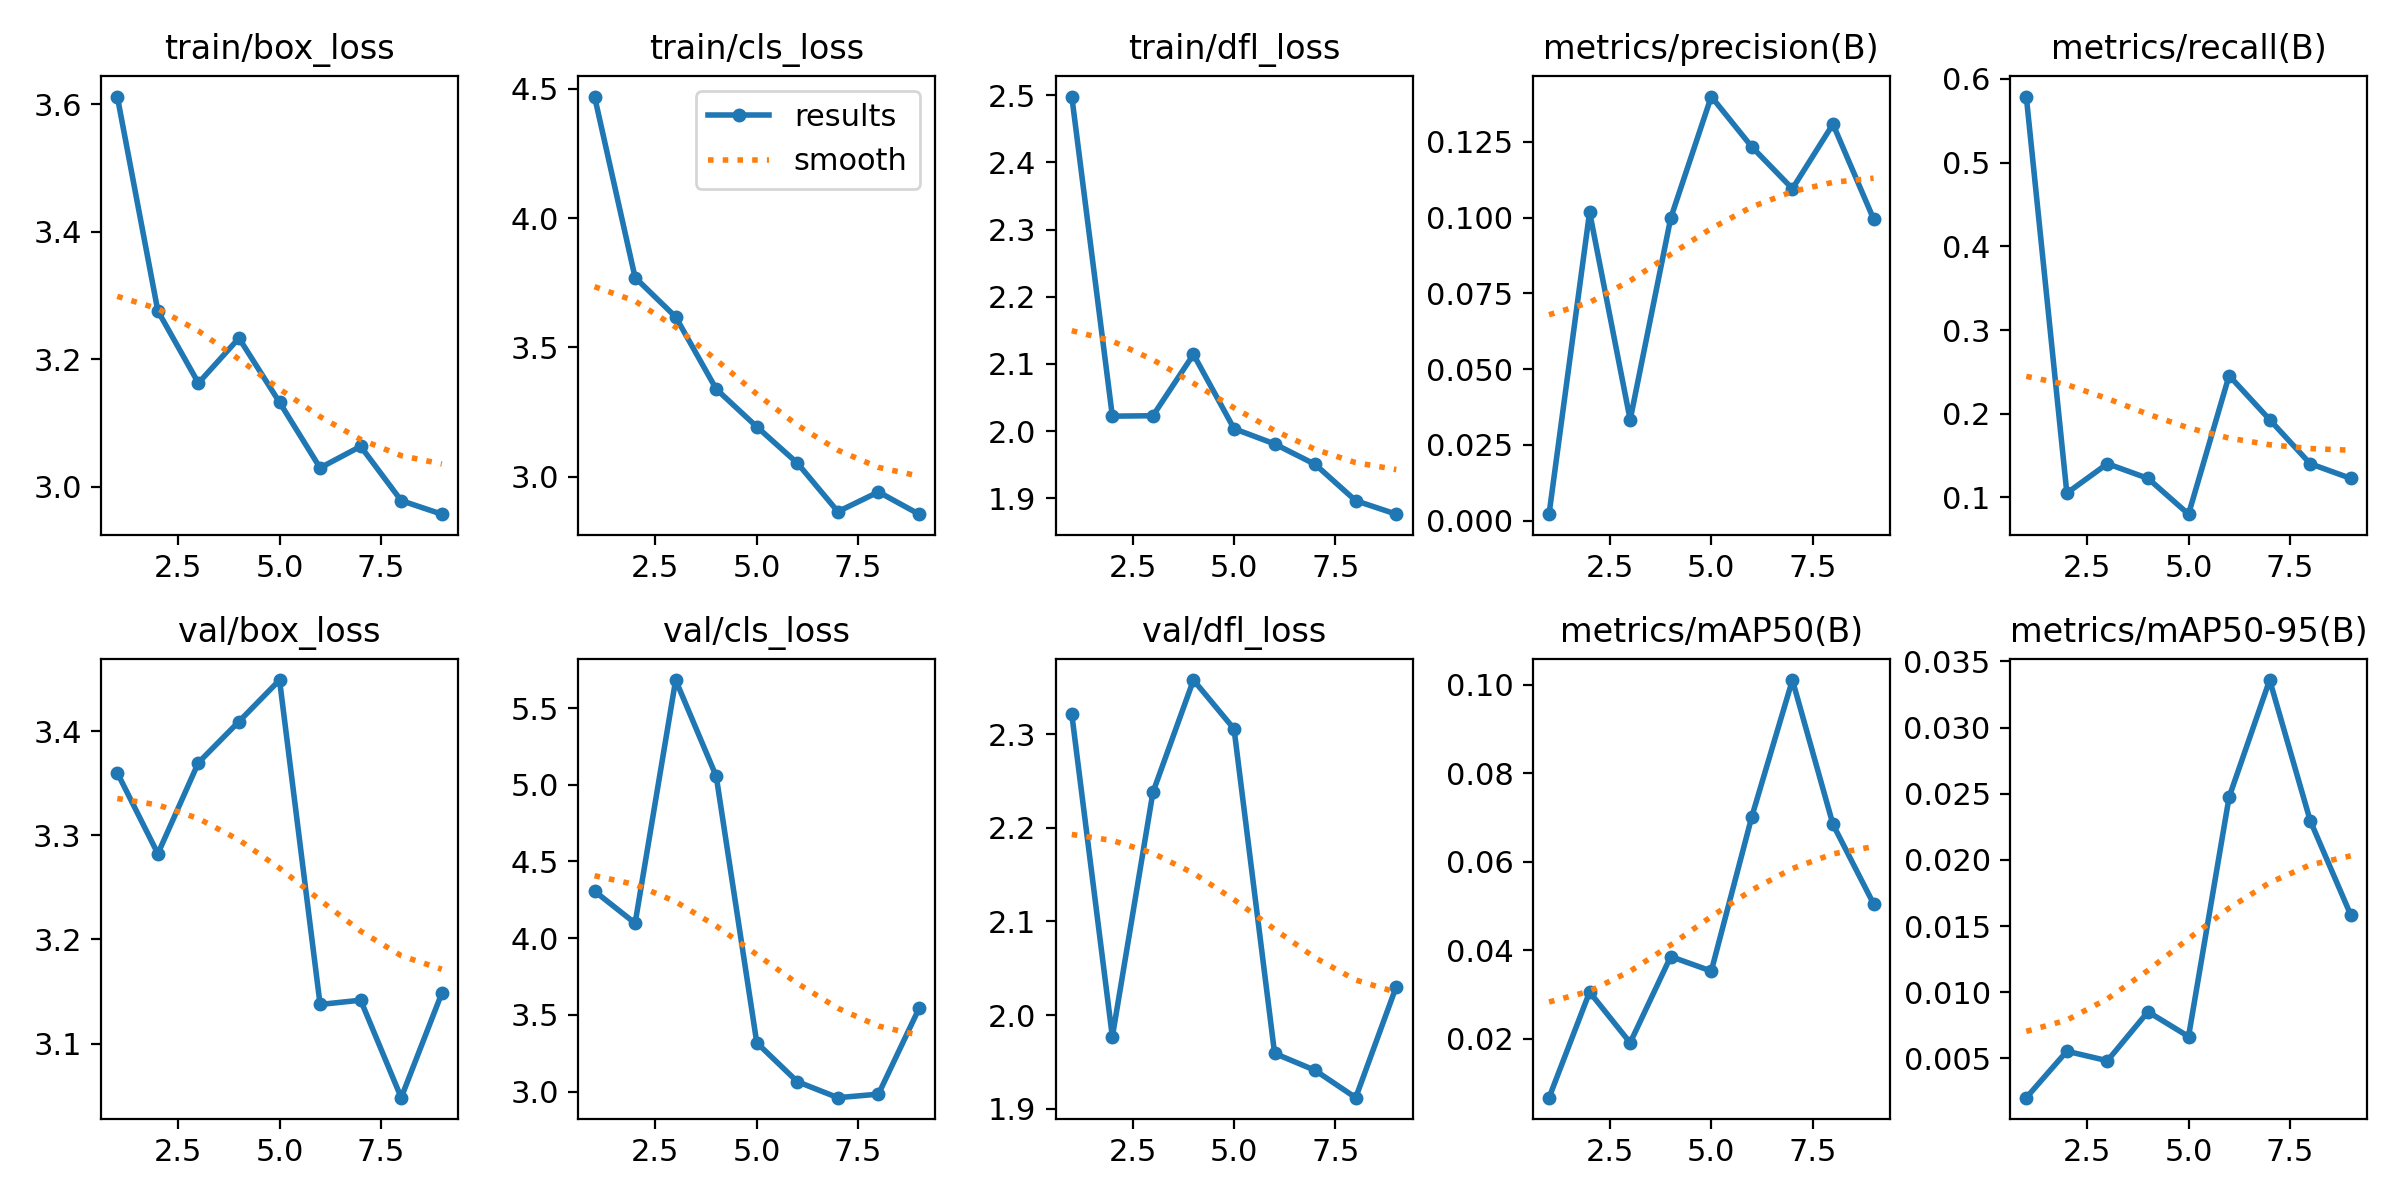 train/box_loss
3.6
3.4
3.2
3.0
2.5 5.0 7.5
train/cls_loss
results
smooth
4.5
4.0
3.5
3.0
2.5 5.0 7.5
train/dfl_loss
2.5
2.4
2.3
2.2
2.1
2.0
1.9
2.5 5.0 7.5
metrics/precision(B)
0.125
0.100
0.075
0.050
0.025
0.000
2.5 5.0 7.5
metrics/recall(B)
0.6
0.5
0.4
0.3
0.2
0.1
2.5 5.0 7.5
val/box_loss
3.4
3.3
3.2
3.1
2.5 5.0 7.5
val/cls_loss
5.5
5.0
4.5
4.0
3.5
3.0
2.5 5.0 7.5
val/dfl_loss
2.3
2.2
2.1
2.0
1.9
2.5 5.0 7.5
metrics/mAP50(B)
0.10
0.08
0.06
0.04
0.02
2.5 5.0 7.5
metrics/mAP50-95(B)
0.035
0.030
0.025
0.020
0.015
0.010
0.005
2.5 5.0 7.5